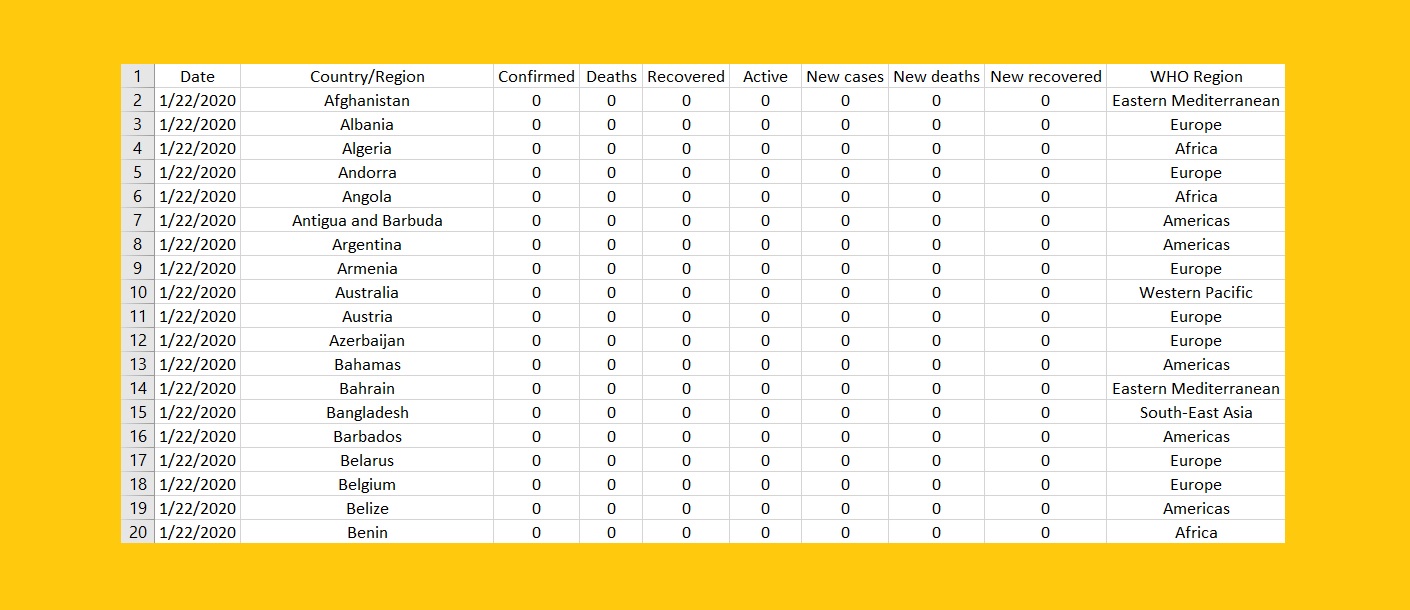 1 Date Country/Region Confirmed Deaths Recovered Active New cases New deaths New recovered WHO Region
2 1/22/2020 Afghanistan 0 0 0 0 0 0 0 Eastern Mediterranean
3 1/22/2020 Albania 0 0 0 0 0 0 0 Europe
4 1/22/2020 Algeria 0 0 0 0 0 0 0 Africa
5 1/22/2020 Andorra 0 0 0 0 0 0 0 Europe
6 1/22/2020 Angola 0 0 0 0 0 0 0 Africa
7 1/22/2020 Antigua and Barbuda 0 0 0 0 0 0 0 Americas
8 1/22/2020 Argentina 0 0 0 0 0 0 0 Americas
9 1/22/2020 Armenia 0 0 0 0 0 0 0 Europe
10 1/22/2020 Australia 0 0 0 0 0 0 0 Western Pacific
11 1/22/2020 Austria 0 0 0 0 0 0 0 Europe
12 1/22/2020 Azerbaijan 0 0 0 0 0 0 0 Europe
13 1/22/2020 Bahamas 0 0 0 0 0 0 0 Americas
14 1/22/2020 Bahrain 0 0 0 0 0 0 0 Eastern Mediterranean
15 1/22/2020 Bangladesh 0 0 0 0 0 0 0 South-East Asia
16 1/22/2020 Barbados 0 0 0 0 0 0 0 Americas
17 1/22/2020 Belarus 0 0 0 0 0 0 0 Europe
18 1/22/2020 Belgium 0 0 0 0 0 0 0 Europe
19 1/22/2020 Belize 0 0 0 0 0 0 0 Americas
20 1/22/2020 Benin 0 0 0 0 0 0 0 Africa